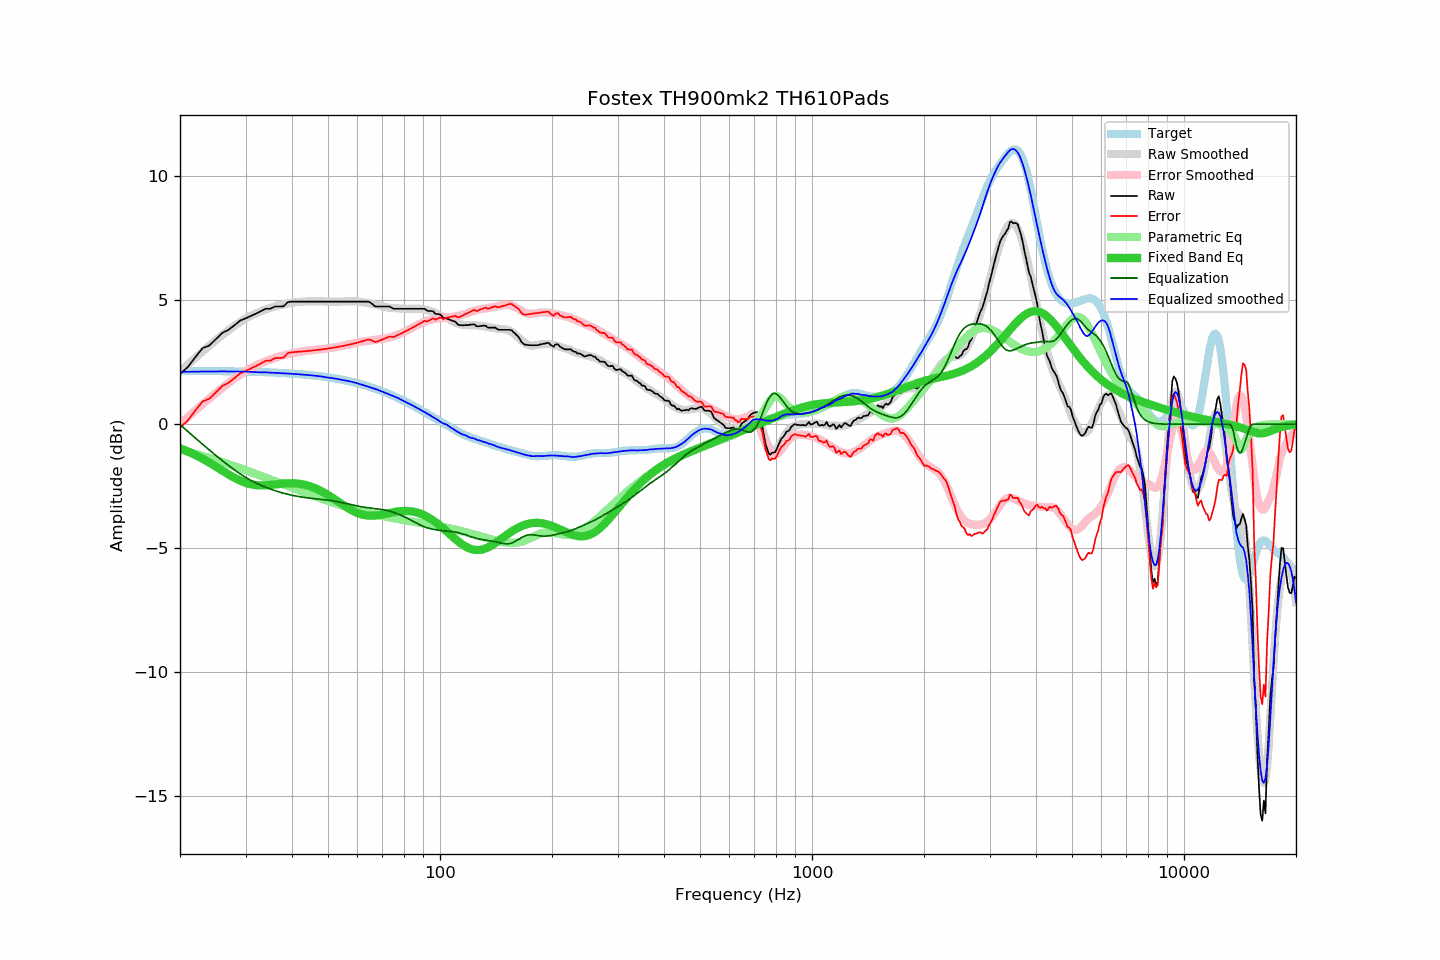 Fostex TH900mk2 TH610Pads
Target
Raw Smoothed
Error Smoothed
Raw
Error
Parametric Eq
Fixed Band Eq
Equalization
Equalized smoothed
10
5
0
−5
−10
−15
Amplitude (dBr)
100
1000
10000
Frequency (Hz)